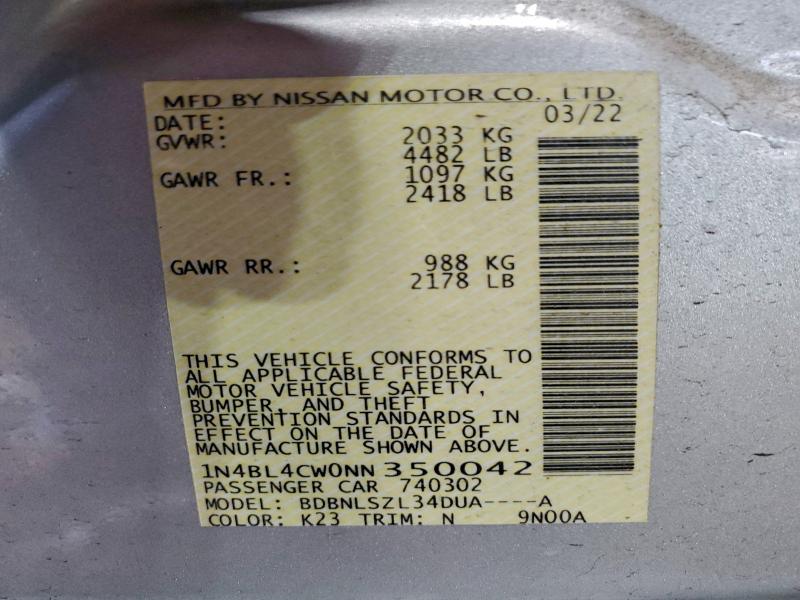 MFD BY NISSAN MOTOR CO., LTD.
DATE: 03/22
GVWR: 2033 KG
4482 LB
GAWR FR.: 1097 KG
2418 LB
GAWR RR.: 988 KG
2178 LB
THIS VEHICLE CONFORMS TO
ALL APPLICABLE FEDERAL
MOTOR VEHICLE SAFETY,
BUMPER, AND THEFT
PREVENTION STANDARDS IN
EFFECT ON THE DATE OF
MANUFACTURE SHOWN ABOVE.
1N4BL4CW0NN350042
PASSENGER CAR 740302
MODEL: BDBNLSZL34DUA----A
COLOR: K23 TRIM: N 9N00A